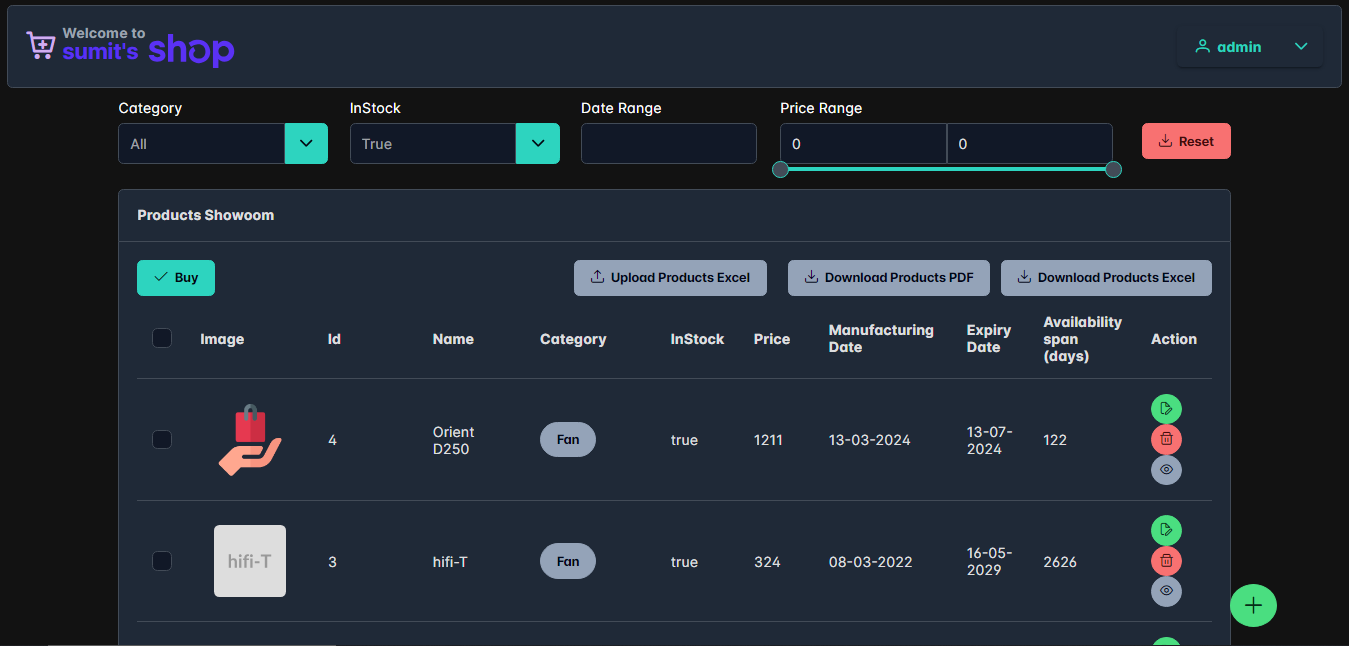 Welcome to
sumit's shop
admin
Category
InStock
Date Range
Price Range
All
True
0
0
Reset
Products Showoom
Buy
Upload Products Excel
Download Products PDF
Download Products Excel
Image
Id
Name
Category
InStock
Price
Manufacturing
Date
Expiry
Date
Availability
span
(days)
Action
4
Orient
D250
Fan
true
1211
13-03-2024
13-07-
2024
122
hifi-T
3
hifi-T
Fan
true
324
08-03-2022
16-05-
2029
2626